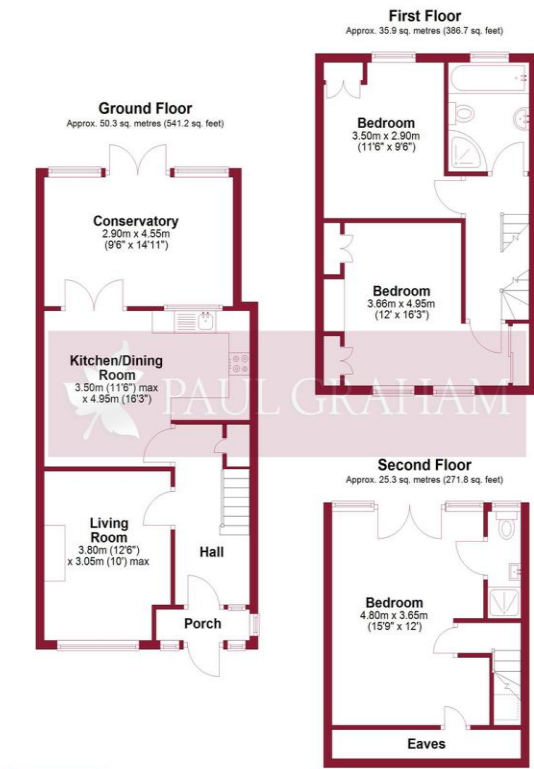 Ground Floor
Approx. 50.3 sq. metres (541.2 sq. feet)
Conservatory
2.90m x 4.55m
(9'6" x 14'11")
Kitchen/Dining
Room
3.50m (11'6") max
x 4.95m (16'3")
Living
Room
3.80m (12'6")
x 3.05m (10') max
Hall
Porch
First Floor
Approx. 35.9 sq. metres (386.7 sq. feet)
Bedroom
3.50m x 2.90m
(11'6" x 9'6")
Bedroom
3.66m x 4.95m
(12' x 16'3")
PAUL GRAHAM
Second Floor
Approx. 25.3 sq. metres (271.8 sq. feet)
Bedroom
4.80m x 3.65m
(15'9" x 12')
Eaves